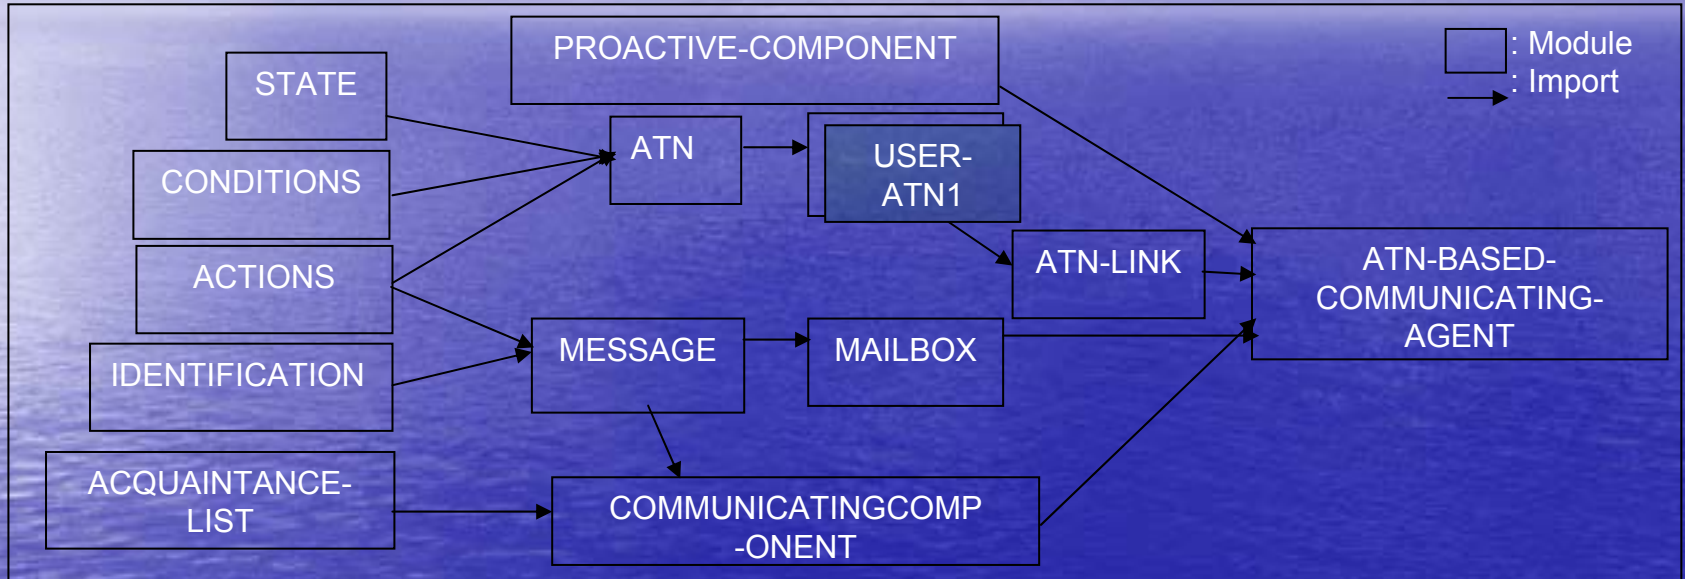 PROACTIVE-COMPONENT
: Module
: Import
STATE
ATN
USER-
ATN1
CONDITIONS
ATN-LINK
ATN-BASED-
COMMUNICATING-
AGENT
ACTIONS
MESSAGE
MAILBOX
IDENTIFICATION
ACQUAINTANCE-
LIST
COMMUNICATINGCOMP
-ONENT